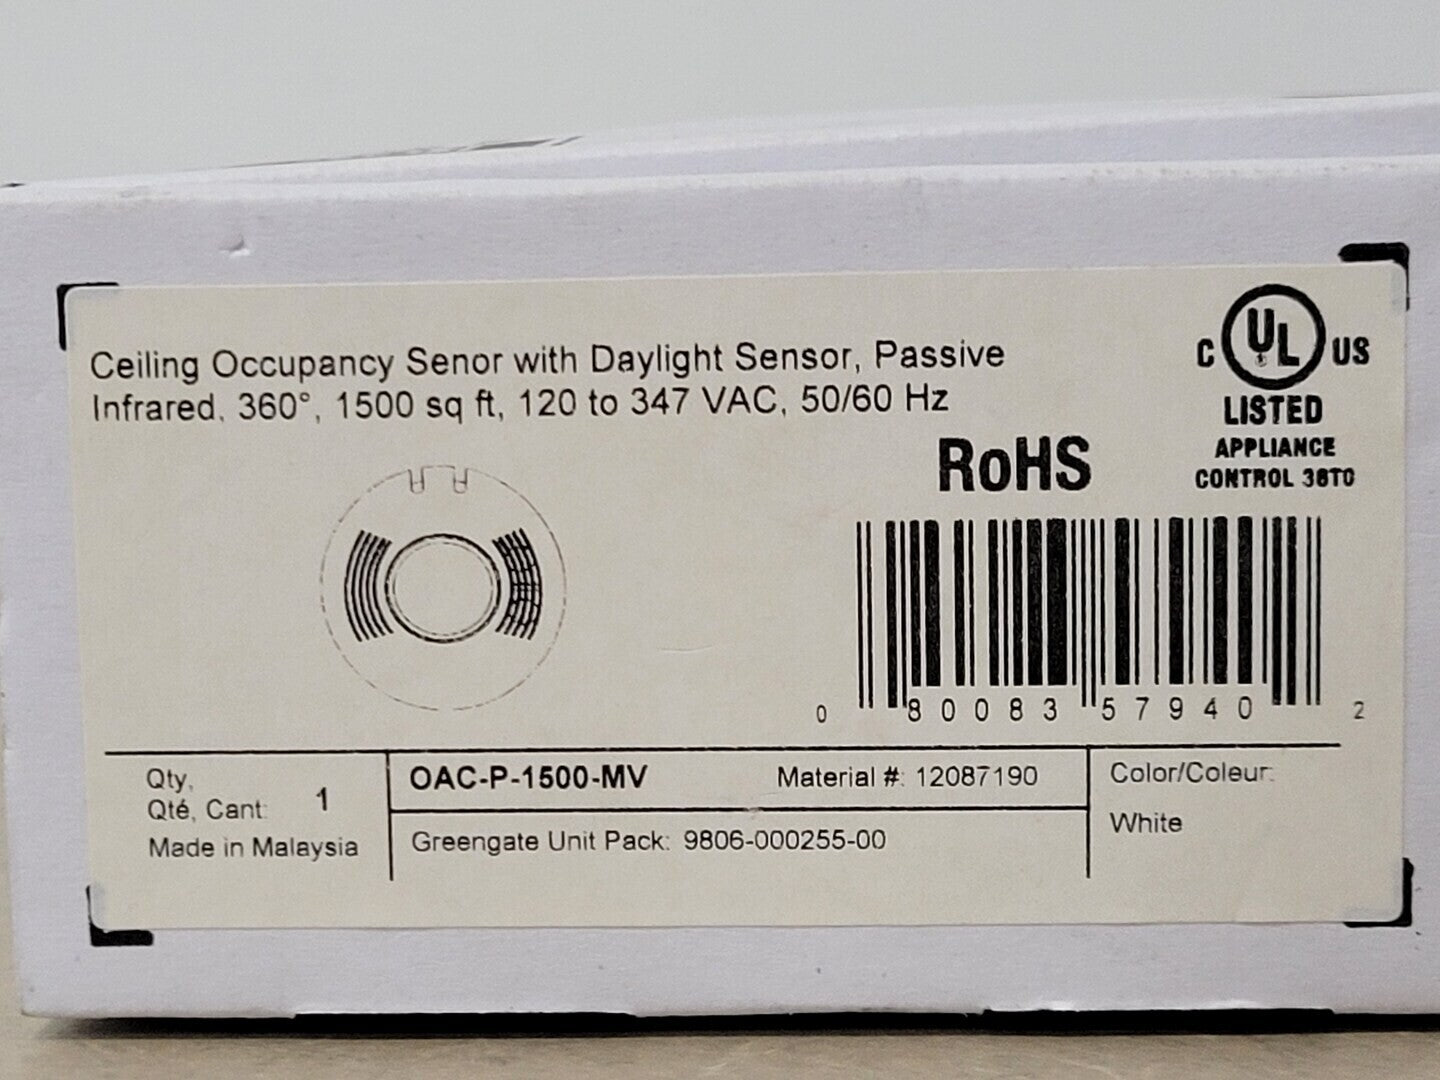 Ceiling Occupancy Senor with Daylight Sensor, Passive
Infrared, 360°, 1500 sq ft, 120 to 347 VAC, 50/60 Hz
C UL US
LISTED
APPLIANCE
CONTROL 36TC
RoHS
0 80083 57940 2
Qty,
Qté, Cant: 1
Made in Malaysia
OAC-P-1500-MV Material #: 12087190
Greengate Unit Pack: 9806-000255-00
Color/Coleur:
White